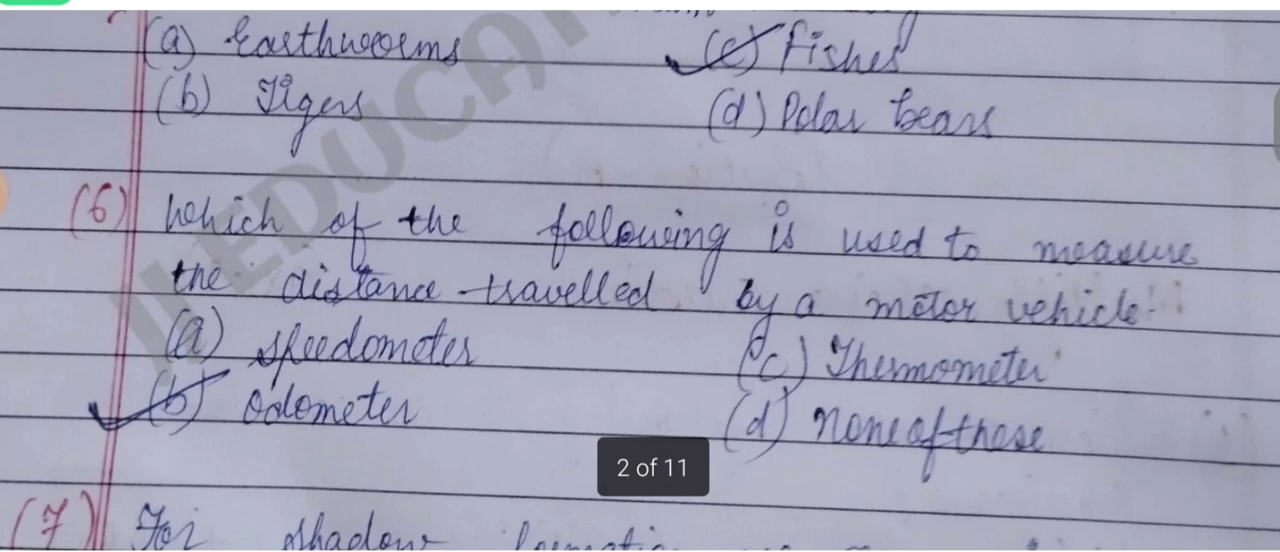 (a) Earthworms (c) Fishes
(b) Tigers (d) Polar bears
(6) Which of the following is used to measure
the distance travelled by a motor vehicle:
(a) speedometer (c) Thermometer
(b) Odometer (d) none of these
2 of 11
(7) For shadow formation